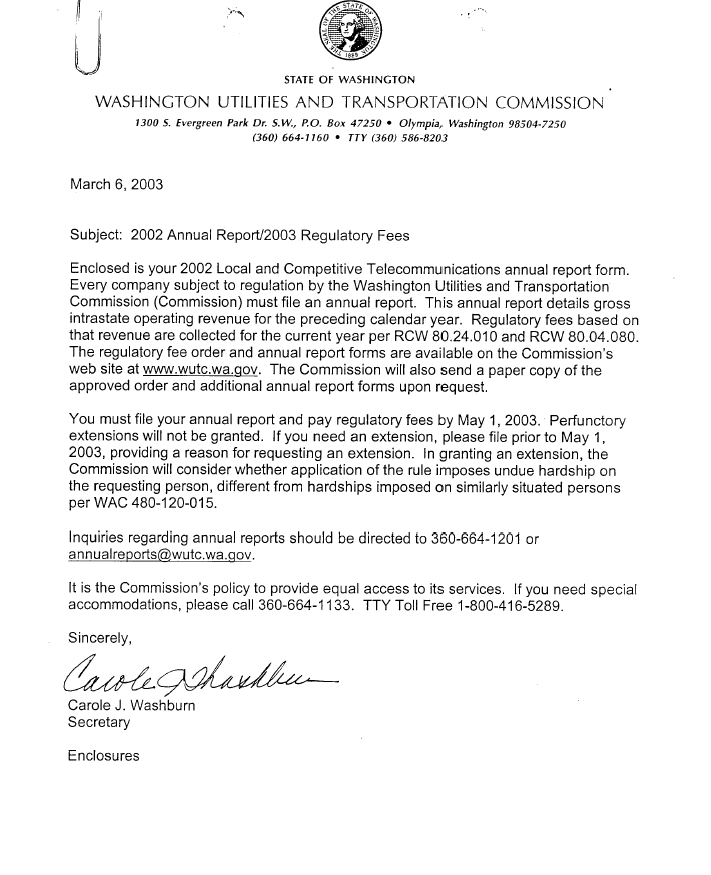 THE SEAL OF THE STATE OF WASHINGTON
1889
STATE OF WASHINGTON
WASHINGTON UTILITIES AND TRANSPORTATION COMMISSION
1300 S. Evergreen Park Dr. S.W., P.O. Box 47250 • Olympia, Washington 98504-7250
(360) 664-1160 • TTY (360) 586-8203
March 6, 2003
Subject: 2002 Annual Report/2003 Regulatory Fees
Enclosed is your 2002 Local and Competitive Telecommunications annual report form.
Every company subject to regulation by the Washington Utilities and Transportation
Commission (Commission) must file an annual report. This annual report details gross
intrastate operating revenue for the preceding calendar year. Regulatory fees based on
that revenue are collected for the current year per RCW 80.24.010 and RCW 80.04.080.
The regulatory fee order and annual report forms are available on the Commission's
web site at www.wutc.wa.gov. The Commission will also send a paper copy of the
approved order and additional annual report forms upon request.
You must file your annual report and pay regulatory fees by May 1, 2003. Perfunctory
extensions will not be granted. If you need an extension, please file prior to May 1,
2003, providing a reason for requesting an extension. In granting an extension, the
Commission will consider whether application of the rule imposes undue hardship on
the requesting person, different from hardships imposed on similarly situated persons
per WAC 480-120-015.
Inquiries regarding annual reports should be directed to 360-664-1201 or
annualreports@wutc.wa.gov.
It is the Commission's policy to provide equal access to its services. If you need special
accommodations, please call 360-664-1133. TTY Toll Free 1-800-416-5289.
Sincerely,
Carole J Washburn
Carole J. Washburn
Secretary
Enclosures